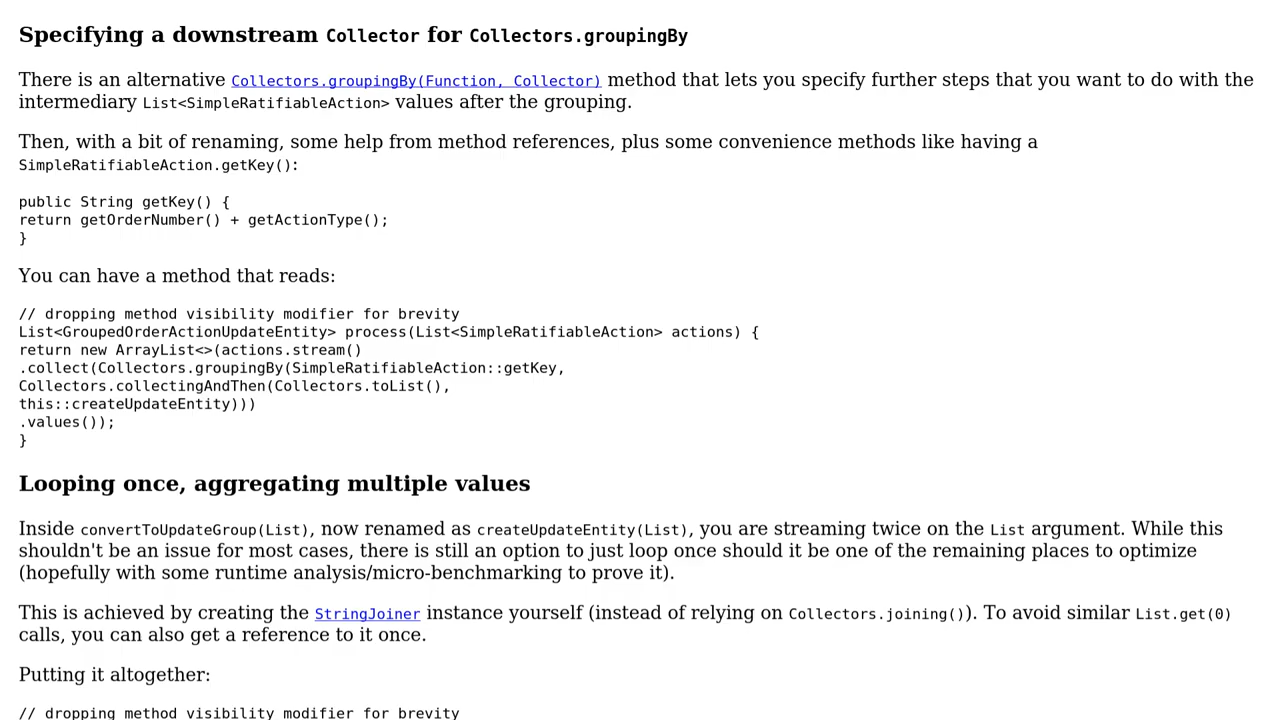 Specifying a downstream Collector for Collectors.groupingBy
There is an alternative Collectors.groupingBy(Function, Collector) method that lets you specify further steps that you want to do with the
intermediary List<SimpleRatifiableAction> values after the grouping.
Then, with a bit of renaming, some help from method references, plus some convenience methods like having a
SimpleRatifiableAction.getKey():
public String getKey() {
return getOrderNumber() + getActionType();
}
You can have a method that reads:
// dropping method visibility modifier for brevity
List<GroupedOrderActionUpdateEntity> process(List<SimpleRatifiableAction> actions) {
return new ArrayList<>(actions.stream()
.collect(Collectors.groupingBy(SimpleRatifiableAction::getKey,
Collectors.collectingAndThen(Collectors.toList(),
this::createUpdateEntity)))
.values());
}
Looping once, aggregating multiple values
Inside convertToUpdateGroup(List), now renamed as createUpdateEntity(List), you are streaming twice on the List argument. While this
shouldn't be an issue for most cases, there is still an option to just loop once should it be one of the remaining places to optimize
(hopefully with some runtime analysis/micro-benchmarking to prove it).
This is achieved by creating the StringJoiner instance yourself (instead of relying on Collectors.joining()). To avoid similar List.get(0)
calls, you can also get a reference to it once.
Putting it altogether:
// dropping method visibility modifier for brevity